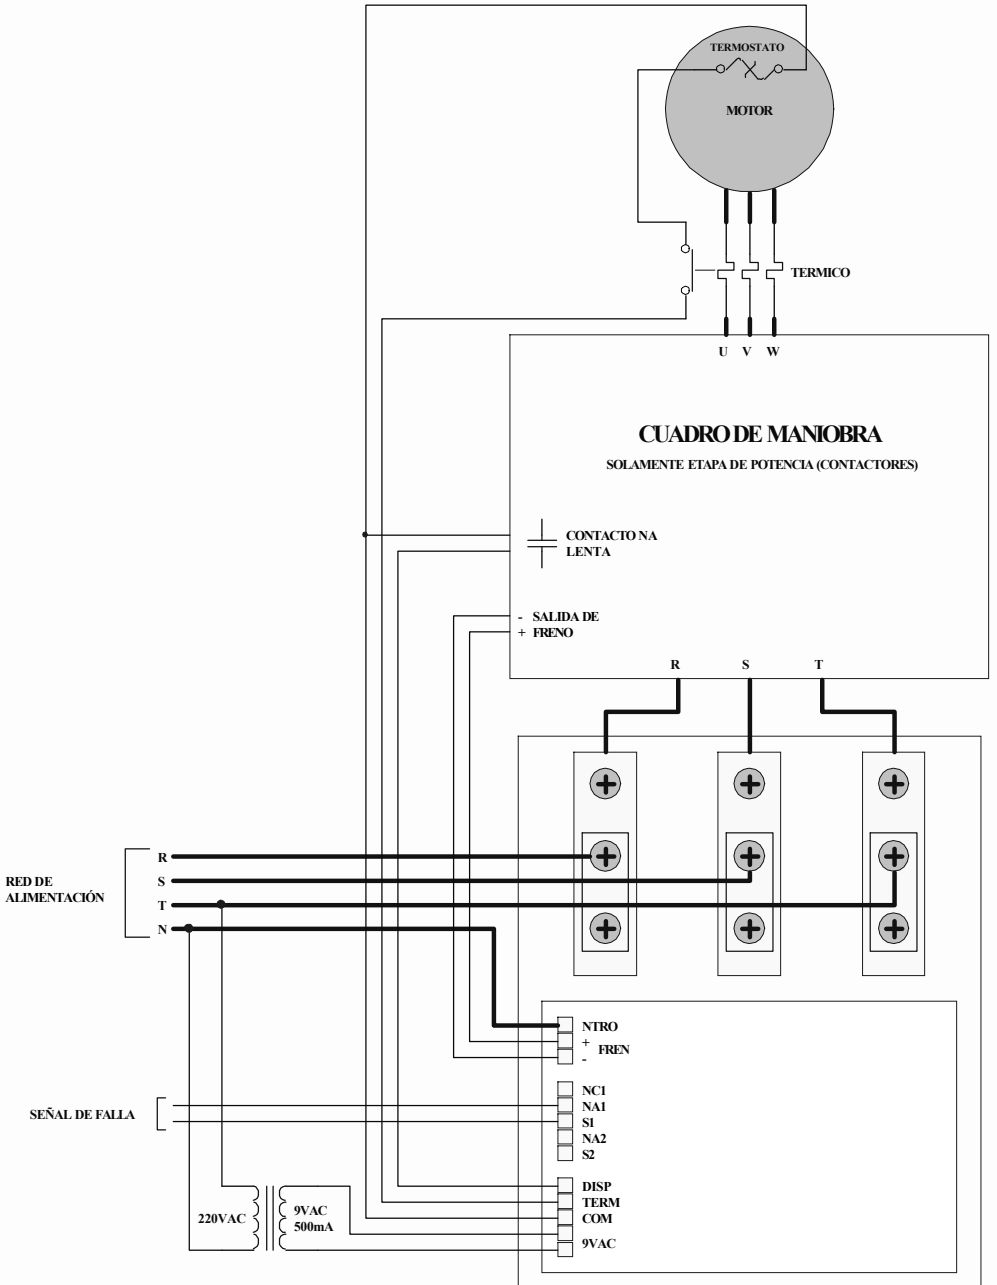 TERMOSTATO
MOTOR
TERMICO
U V W
CUADRO DE MANIOBRA
SOLAMENTE ETAPA DE POTENCIA (CONTACTORES)
CONTACTO NA
LENTA
- SALIDA DE
+ FRENO
R S T
RED DE
ALIMENTACIÓN
R
S
T
N
NTRO
+
FREN
-
SEÑAL DE FALLA
NC1
NA1
S1
NA2
S2
220VAC
9VAC
500mA
DISP
TERM
COM
9VAC